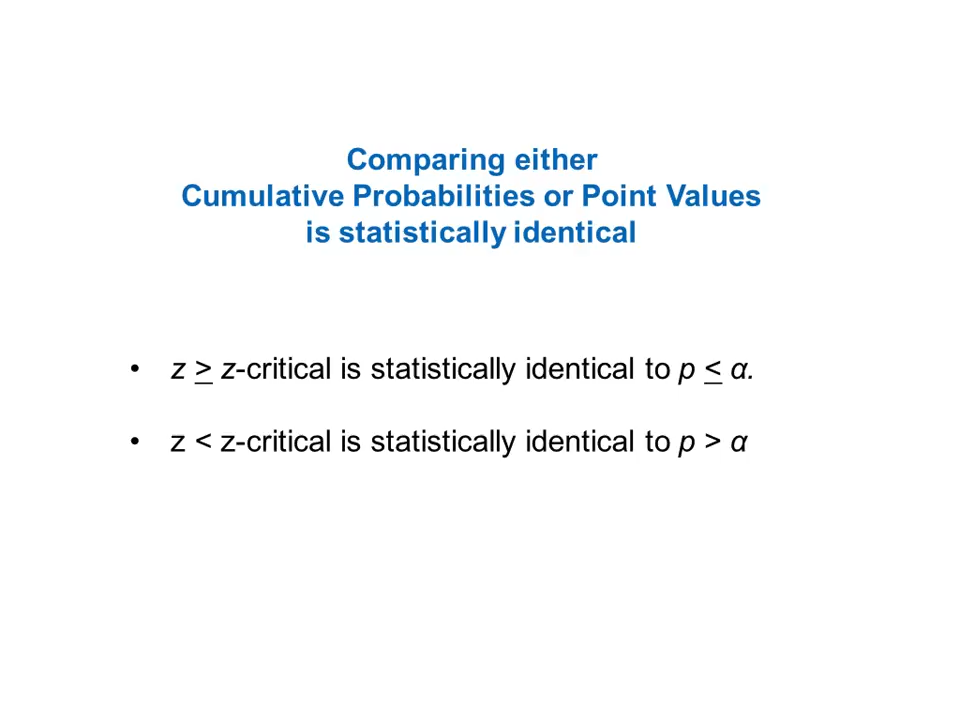 Comparing either
Cumulative Probabilities or Point Values
is statistically identical
• z ≥ z-critical is statistically identical to p ≤ α.
• z < z-critical is statistically identical to p > α